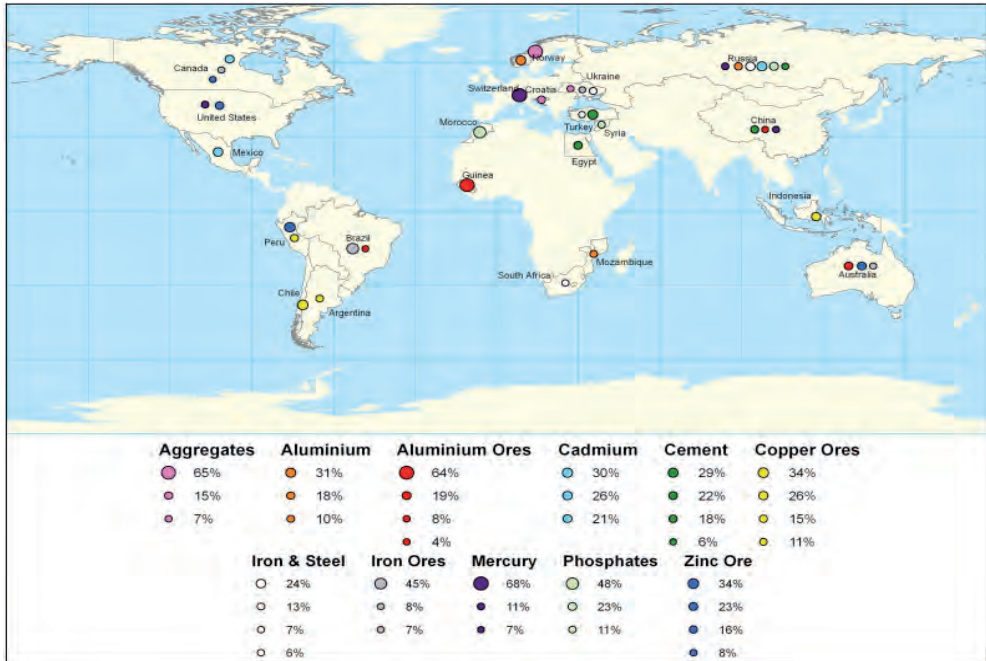 Norway
Russia
Canada
Ukraine
Switzerland
Croatia
United States
Morocco
Turkey
Syria
China
Mexico
Egypt
Guinea
Indonesia
Peru
Brazil
Mozambique
South Africa
Australia
Chile
Argentina
Aggregates Aluminium Aluminium Ores Cadmium Cement Copper Ores
65% 31% 64% 30% 29% 34%
15% 18% 19% 26% 22% 26%
7% 10% 8% 21% 18% 15%
4% 6% 11%
Iron & Steel Iron Ores Mercury Phosphates Zinc Ore
24% 45% 68% 48% 34%
13% 8% 11% 23% 23%
7% 7% 7% 11% 16%
6% 8%